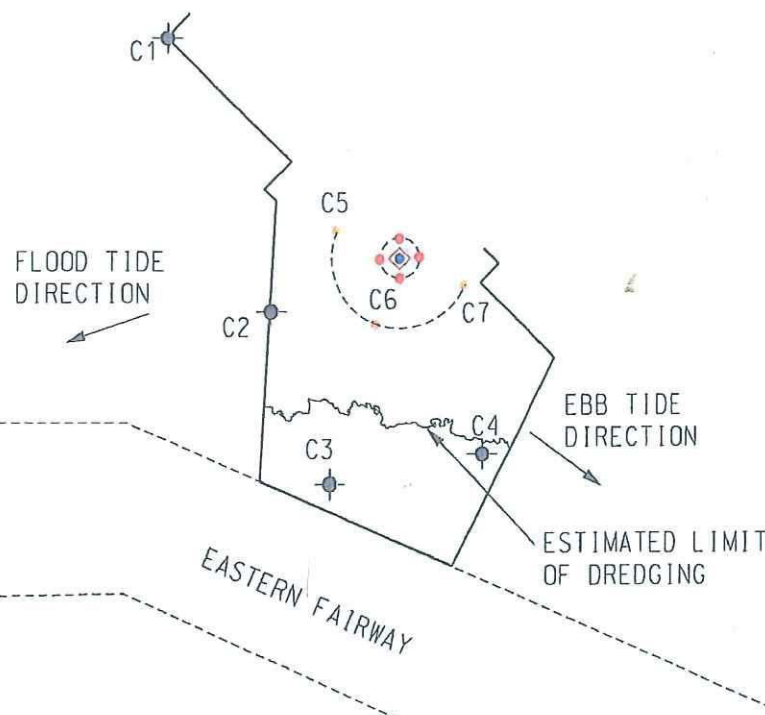 C1
C5
FLOOD TIDE
DIRECTION
C6
C7
C2
EBB TIDE
DIRECTION
C4
C3
ESTIMATED LIMIT
OF DREDGING
EASTERN FAIRWAY